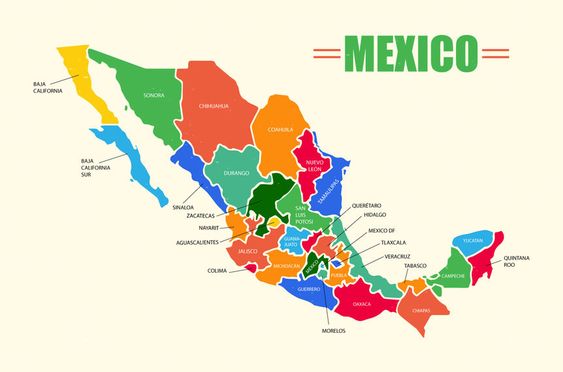 MEXICO
BAJA
CALIFORNIA
SONORA
CHIHUAHUA
COAHUILA
BAJA
CALIFORNIA
SUR
DURANGO
NUEVO
LEON
TAMAULIPAS
SINALOA
ZACATECAS
SAN
LUIS
POTOSI
QUERÉTARO
HIDALGO
NAYARIT
MEXICO DF
AGUASCALIENTES
GUANA
JUATO
TLAXCALA
YUCATAN
JALISCO
VERACRUZ
QUINTANA
ROO
COLIMA
MICHOACAN
MEXICO
PUEBLA
TABASCO
CAMPECHE
GUERRERO
OAXACA
CHIAPAS
MORELOS